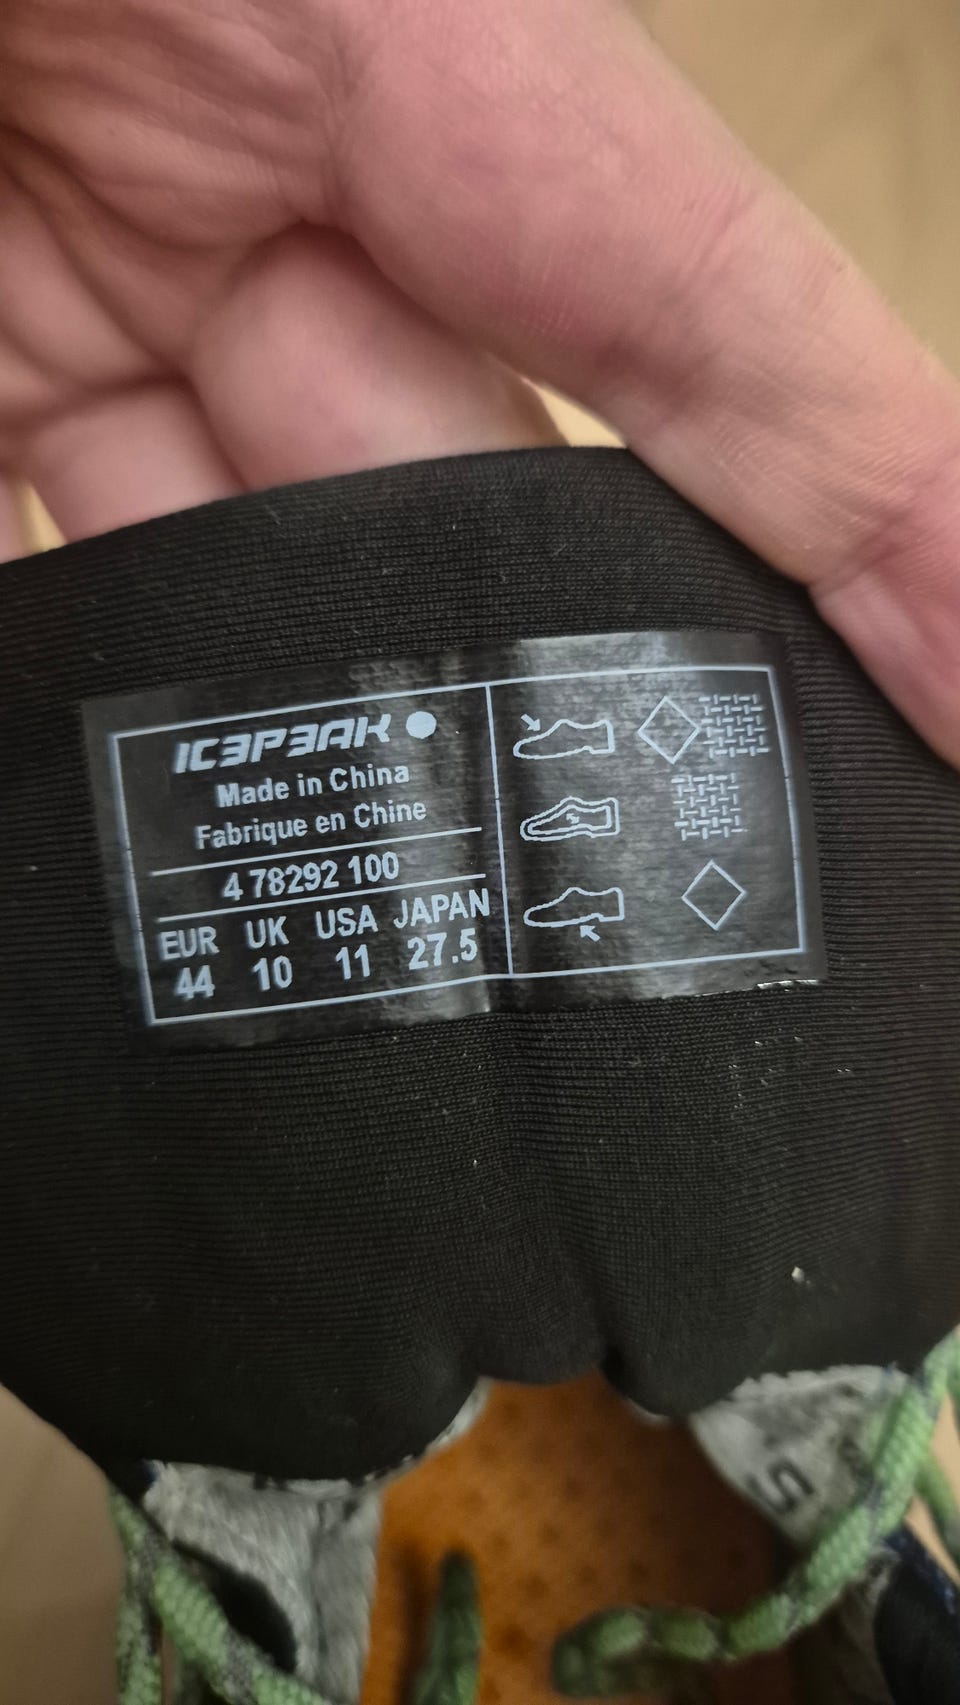 ICEPEAK
Made in China
Fabrique en Chine
4 78292 100
EUR UK USA JAPAN
44 10 11 27.5
S